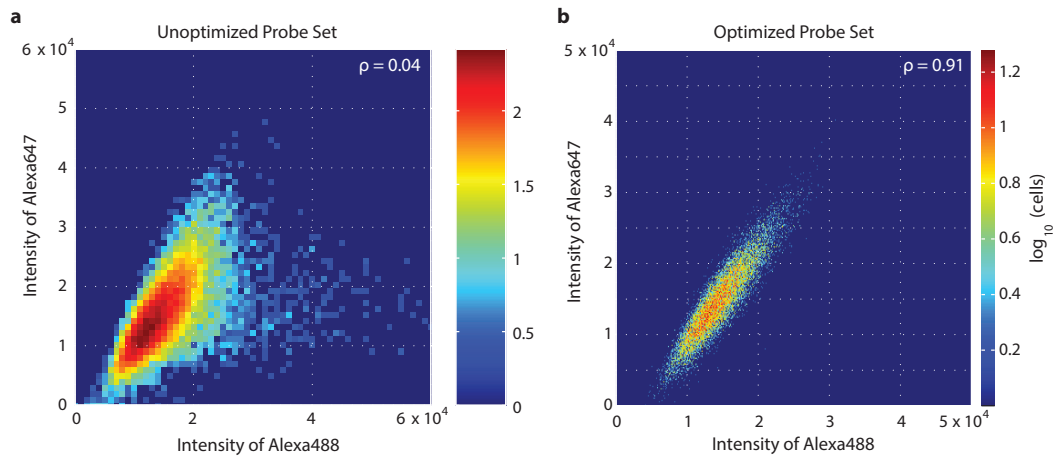 a
Unoptimized Probe Set
6 x 10⁴
ρ = 0.04
5
4
3
2
1
0
Intensity of Alexa647
0
2
4
6 x 10⁴
Intensity of Alexa488
2
1.5
1
0.5
0
b
Optimized Probe Set
5 x 10⁴
ρ = 0.91
4
3
2
1
0
Intensity of Alexa647
0
1
2
3
4
5 x 10⁴
Intensity of Alexa488
1.2
1
0.8
0.6
0.4
0.2
log₁₀ (cells)